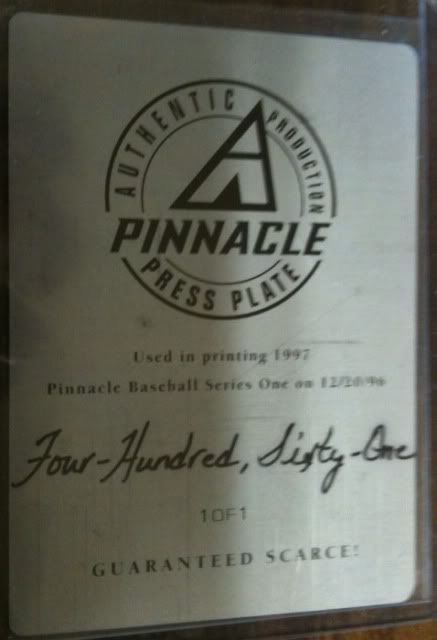 AUTHENTIC PRODUCTION
PINNACLE
PRESS PLATE
Used in printing 1997
Pinnacle Baseball Series One on 12/20/96
Four-Hundred, Sixty-One
1 OF 1
GUARANTEED SCARCE!